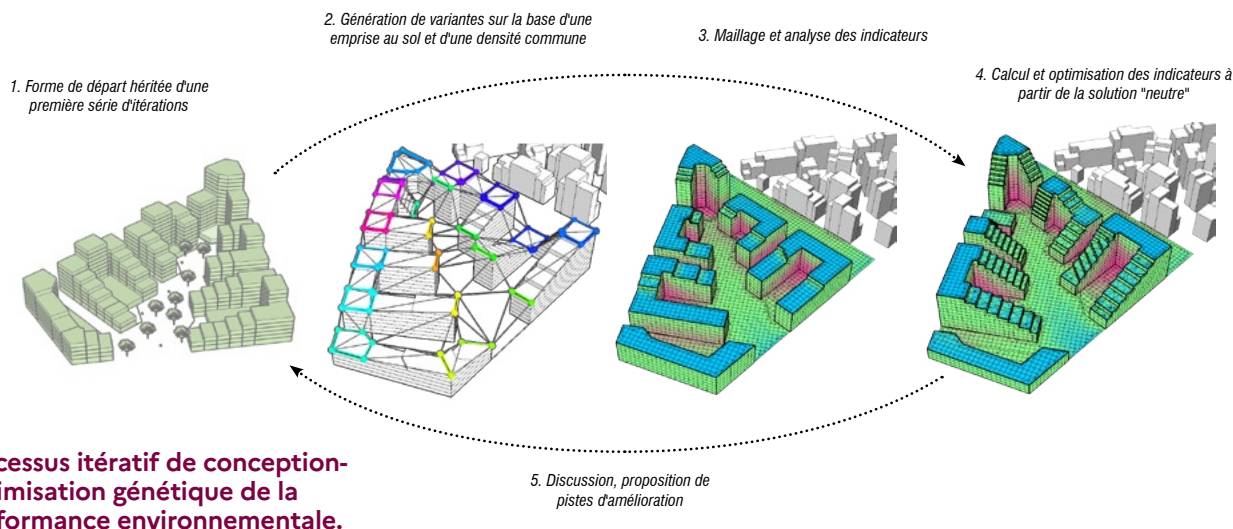 2. Génération de variantes sur la base d'une
emprise au sol et d'une densité commune
3. Maillage et analyse des indicateurs
1. Forme de départ héritée d'une
première série d'itérations
4. Calcul et optimisation des indicateurs à
partir de la solution "neutre"
cessus itératif de conception-
imisation génétique de la
formance environnementale.
5. Discussion, proposition de
pistes d'amélioration